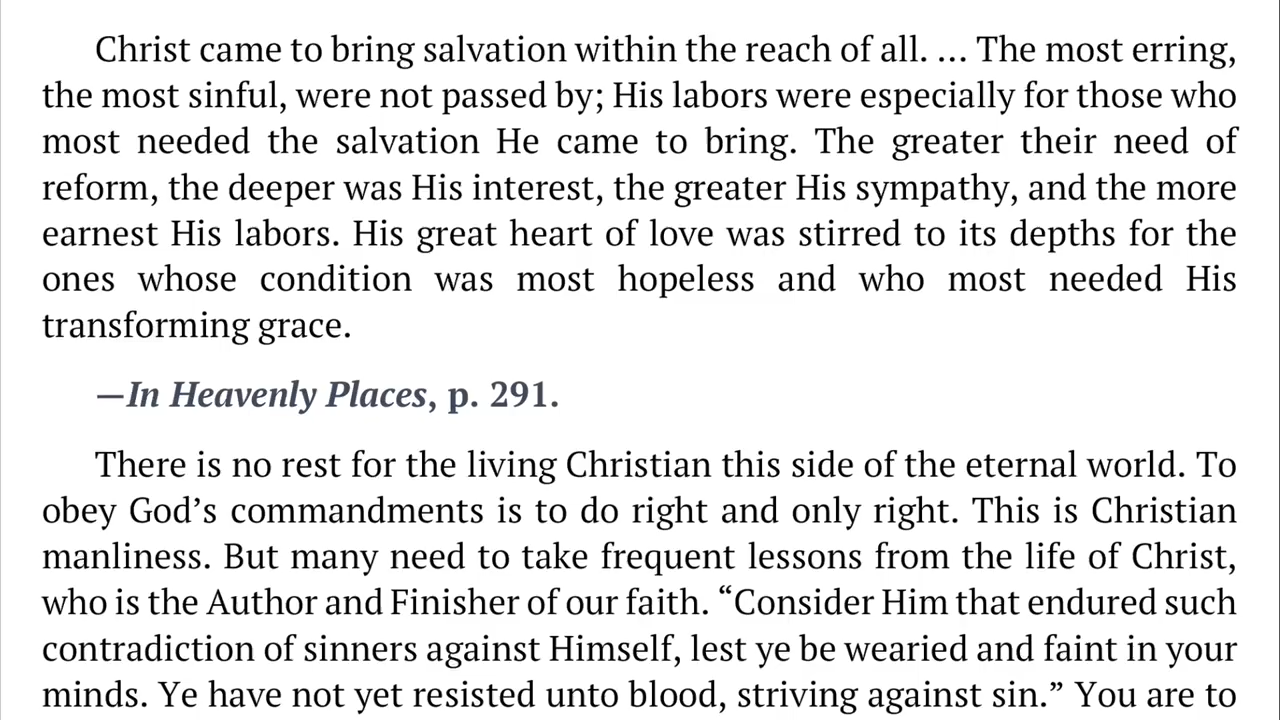 Christ came to bring salvation within the reach of all. ... The most erring,
the most sinful, were not passed by; His labors were especially for those who
most needed the salvation He came to bring. The greater their need of
reform, the deeper was His interest, the greater His sympathy, and the more
earnest His labors. His great heart of love was stirred to its depths for the
ones whose condition was most hopeless and who most needed His
transforming grace.
—In Heavenly Places, p. 291.
There is no rest for the living Christian this side of the eternal world. To
obey God’s commandments is to do right and only right. This is Christian
manliness. But many need to take frequent lessons from the life of Christ,
who is the Author and Finisher of our faith. “Consider Him that endured such
contradiction of sinners against Himself, lest ye be wearied and faint in your
minds. Ye have not yet resisted unto blood, striving against sin.” You are to